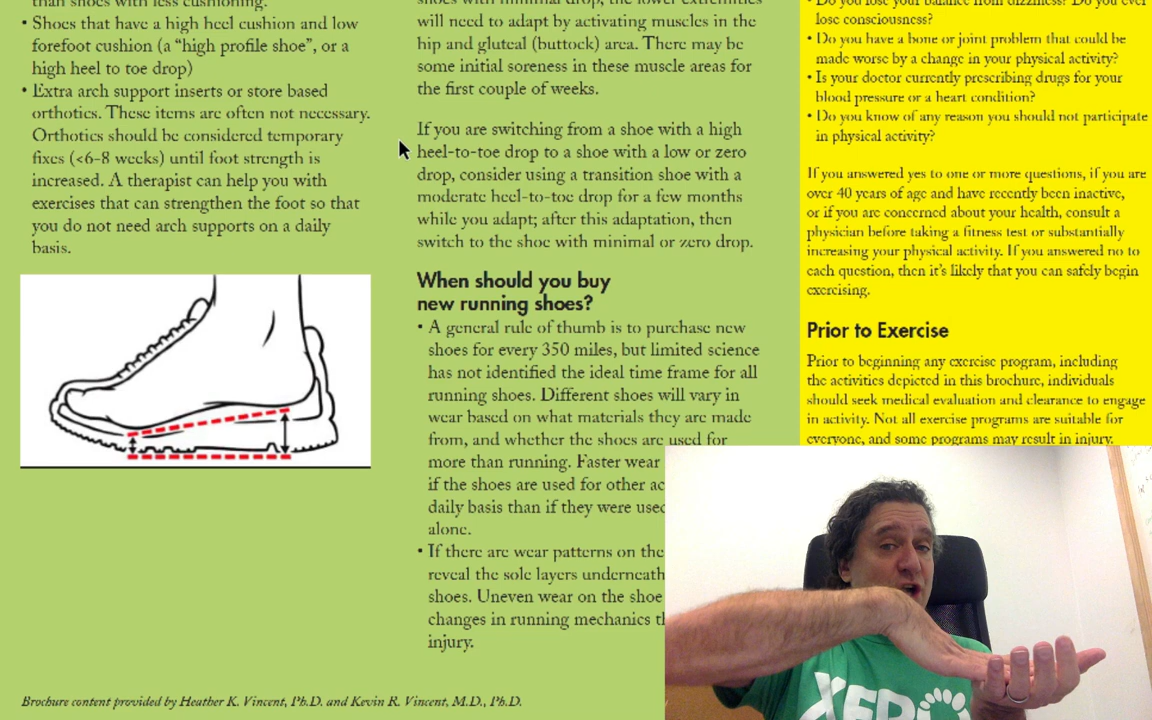 than shoes with less cushioning.
• Shoes that have a high heel cushion and low
forefoot cushion (a “high profile shoe”, or a
high heel to toe drop)
• Extra arch support inserts or store based
orthotics. These items are often not necessary.
Orthotics should be considered temporary
fixes (<6-8 weeks) until foot strength is
increased. A therapist can help you with
exercises that can strengthen the foot so that
you do not need arch supports on a daily
basis.
Brochure content provided by Heather K. Vincent, Ph.D. and Kevin R. Vincent, M.D., Ph.D.
shoes with minimal drop, the lower extremities
will need to adapt by activating muscles in the
hip and gluteal (buttock) area. There may be
some initial soreness in these muscle areas for
the first couple of weeks.
If you are switching from a shoe with a high
heel-to-toe drop to a shoe with a low or zero
drop, consider using a transition shoe with a
moderate heel-to-toe drop for a few months
while you adapt; after this adaptation, then
switch to the shoe with minimal or zero drop.
When should you buy
new running shoes?
• A general rule of thumb is to purchase new
shoes for every 350 miles, but limited science
has not identified the ideal time frame for all
running shoes. Different shoes will vary in
wear based on what materials they are made
from, and whether the shoes are used for
more than running. Faster wear
if the shoes are used for other ac
daily basis than if they were used
alone.
• If there are wear patterns on the
reveal the sole layers underneath
shoes. Uneven wear on the shoe
changes in running mechanics th
injury.
• Do you lose your balance from dizziness? Do you ever
lose consciousness?
• Do you have a bone or joint problem that could be
made worse by a change in your physical activity?
• Is your doctor currently prescribing drugs for your
blood pressure or a heart condition?
• Do you know of any reason you should not participate
in physical activity?
If you answered yes to one or more questions, if you are
over 40 years of age and have recently been inactive,
or if you are concerned about your health, consult a
physician before taking a fitness test or substantially
increasing your physical activity. If you answered no to
each question, then it’s likely that you can safely begin
exercising.
Prior to Exercise
Prior to beginning any exercise program, including
the activities depicted in this brochure, individuals
should seek medical evaluation and clearance to engage
in activity. Not all exercise programs are suitable for
everyone, and some programs may result in injury.
XERO